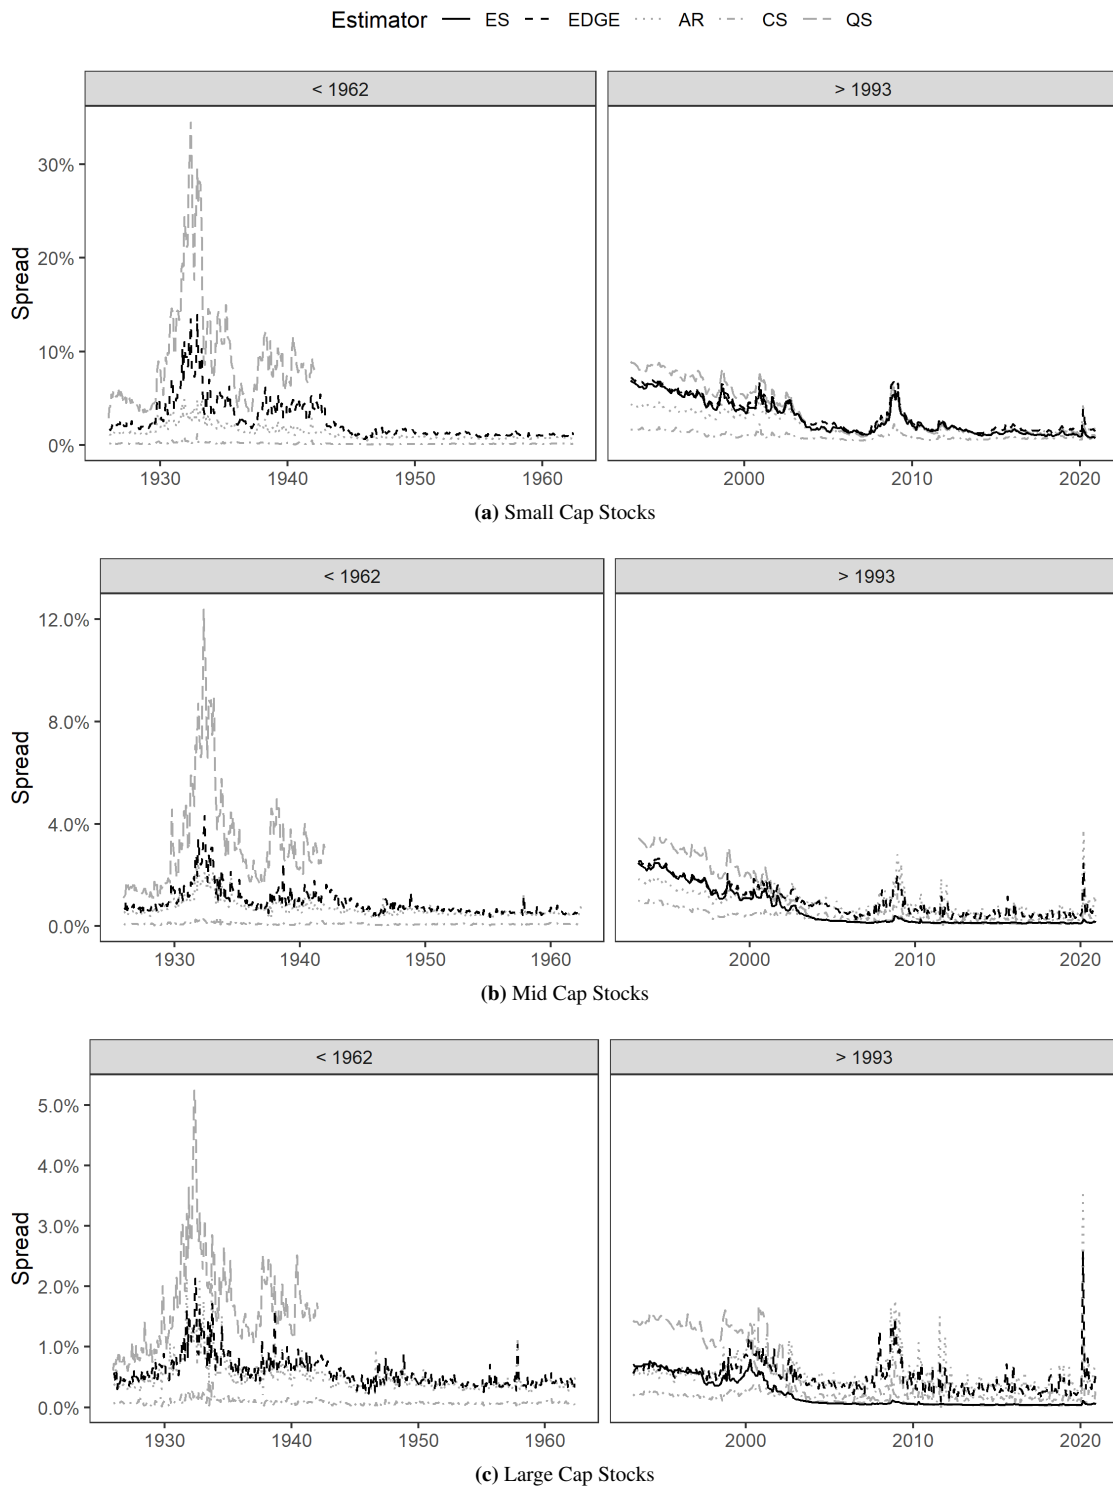 Estimator ES EDGE AR CS QS
< 1962 > 1993
30%
20%
10%
0%
Spread
1930 1940 1950 1960 2000 2010 2020
(a) Small Cap Stocks
< 1962 > 1993
12.0%
8.0%
4.0%
0.0%
Spread
1930 1940 1950 1960 2000 2010 2020
(b) Mid Cap Stocks
< 1962 > 1993
5.0%
4.0%
3.0%
2.0%
1.0%
0.0%
Spread
1930 1940 1950 1960 2000 2010 2020
(c) Large Cap Stocks